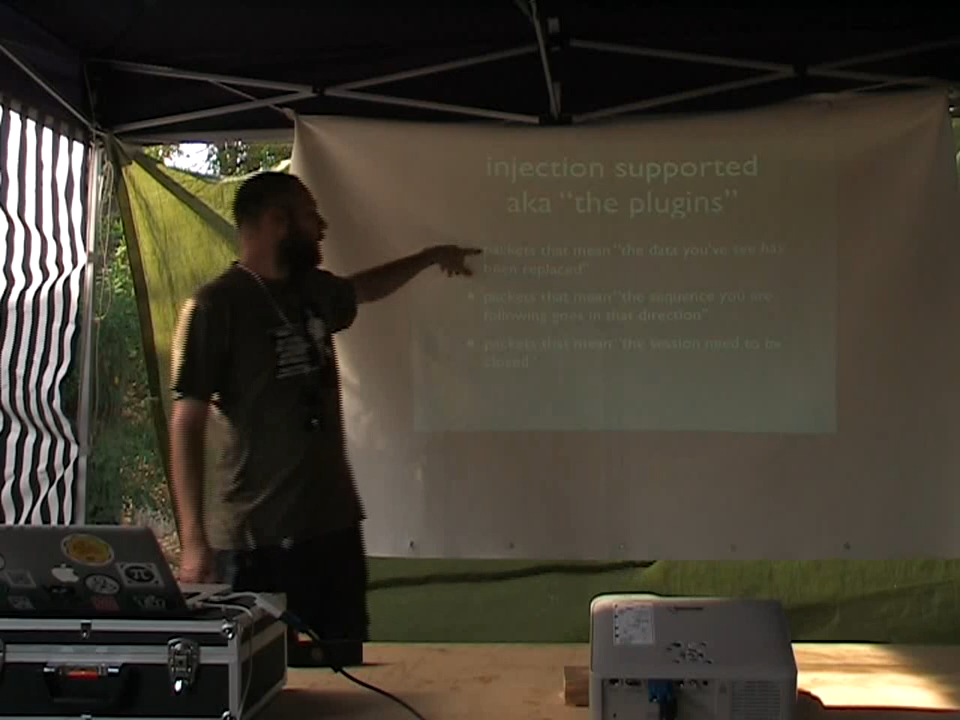 injection supported
aka "the plugins"
packets that mean "the data you've see has
been replaced"
• packets that mean "the sequence you are
following goes in that direction"
• packets that mean "the session need to be
closed"